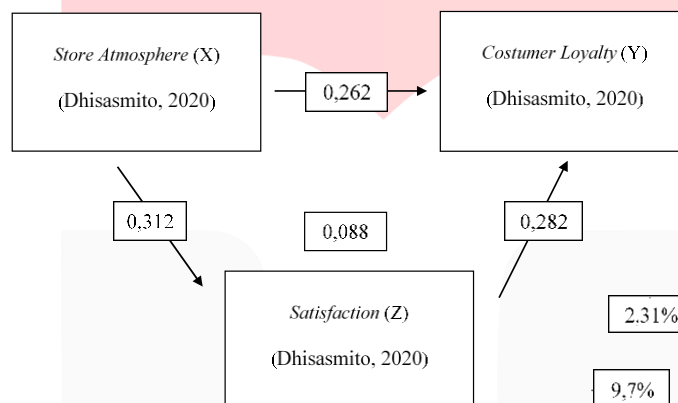 Store Atmosphere (X)
(Dhisasmito, 2020)
0,262
Costumer Loyalty (Y)
(Dhisasmito, 2020)
0,312
0,088
0,282
Satisfaction (Z)
(Dhisasmito, 2020)
2.31%
9,7%